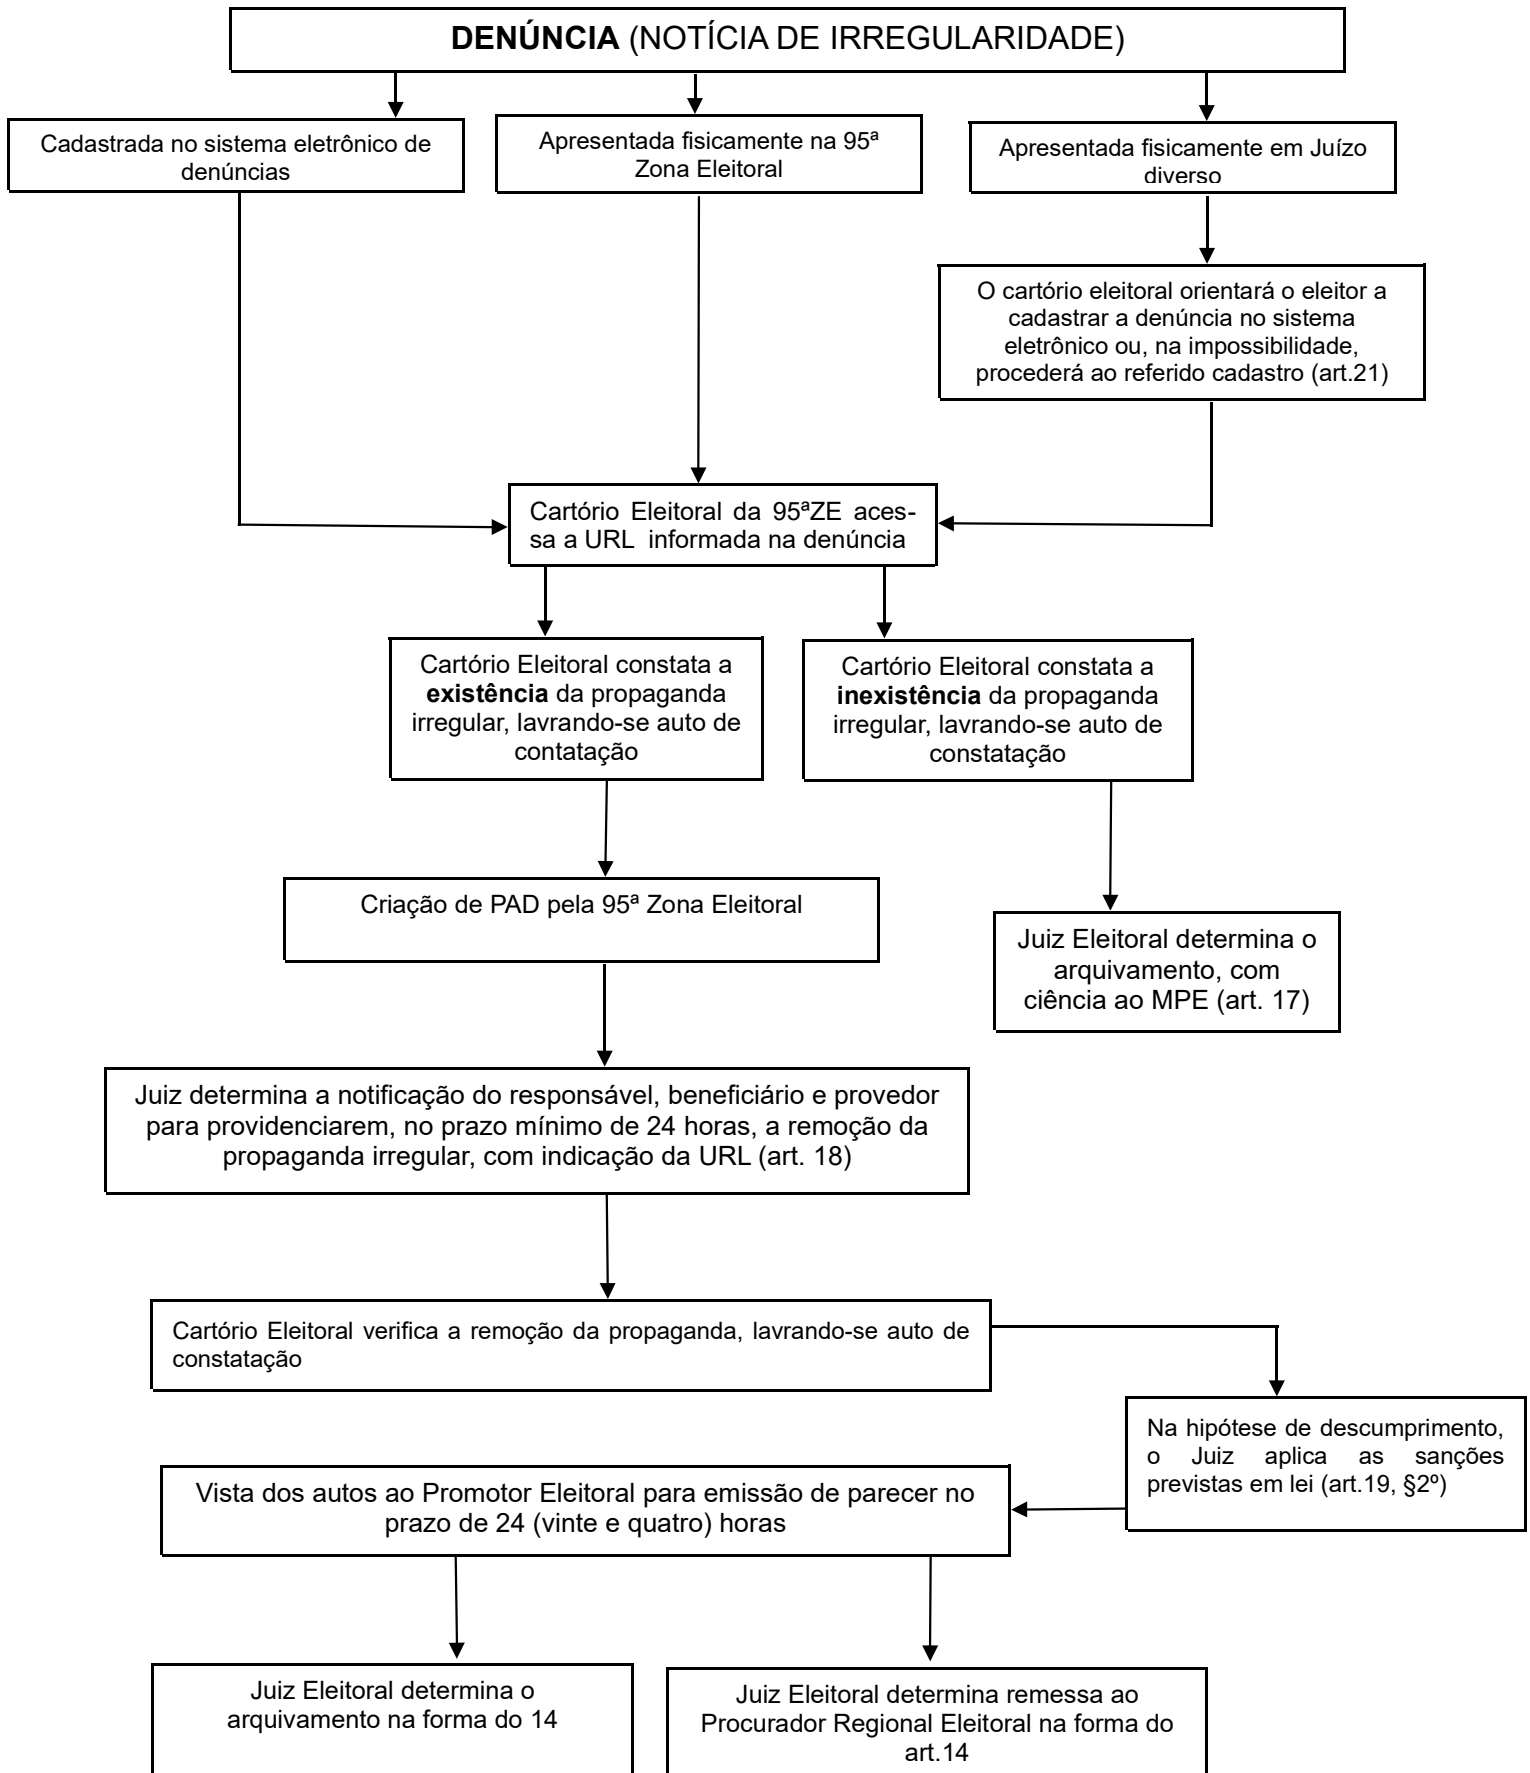 DENÚNCIA (NOTÍCIA DE IRREGULARIDADE)
Cadastrada no sistema eletrônico de
denúncias
Apresentada fisicamente na 95ª
Zona Eleitoral
Apresentada fisicamente em Juízo
diverso
O cartório eleitoral orientará o eleitor a
cadastrar a denúncia no sistema
eletrônico ou, na impossibilidade,
procederá ao referido cadastro (art.21)
Cartório Eleitoral da 95ªZE aces-
sa a URL informada na denúncia
Cartório Eleitoral constata a
existência da propaganda
irregular, lavrando-se auto de
contatação
Cartório Eleitoral constata a
inexistência da propaganda
irregular, lavrando-se auto de
constatação
Criação de PAD pela 95ª Zona Eleitoral
Juiz Eleitoral determina o
arquivamento, com
ciência ao MPE (art. 17)
Juiz determina a notificação do responsável, beneficiário e provedor
para providenciarem, no prazo mínimo de 24 horas, a remoção da
propaganda irregular, com indicação da URL (art. 18)
Cartório Eleitoral verifica a remoção da propaganda, lavrando-se auto de
constatação
Na hipótese de descumprimento,
o Juiz aplica as sanções
previstas em lei (art.19, §2º)
Vista dos autos ao Promotor Eleitoral para emissão de parecer no
prazo de 24 (vinte e quatro) horas
Juiz Eleitoral determina o
arquivamento na forma do 14
Juiz Eleitoral determina remessa ao
Procurador Regional Eleitoral na forma do
art.14